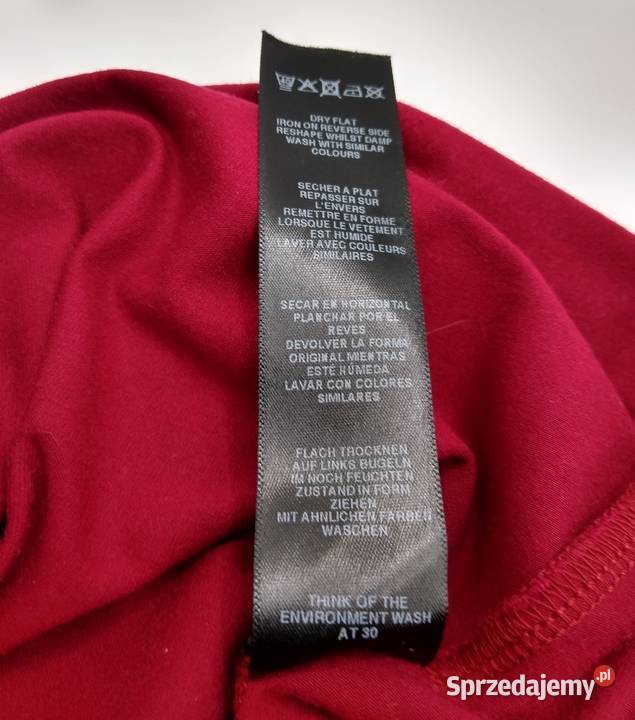 DRY FLAT
IRON ON REVERSE SIDE
RESHAPE WHILST DAMP
WASH WITH SIMILAR
COLOURS
SECHER A PLAT
REPASSER SUR
L'ENVERS
REMETTRE EN FORME
LORSQUE LE VETEMENT
EST HUMIDE
LAVER AVEC COULEURS
SIMILAIRES
SECAR EN HORIZONTAL
PLANCHAR POR EL
REVES
DEVOLVER LA FORMA
ORIGINAL MIENTRAS
ESTÉ HÚMEDA
LAVAR CON COLORES
SIMILARES
FLACH TROCKNEN
AUF LINKS BUGELN
IM NOCH FEUCHTEN
ZUSTAND IN FORM
ZIEHEN
MIT AHNLICHEN FARBEN
WASCHEN
THINK OF THE
ENVIRONMENT WASH
AT 30
Sprzedajemy.pl